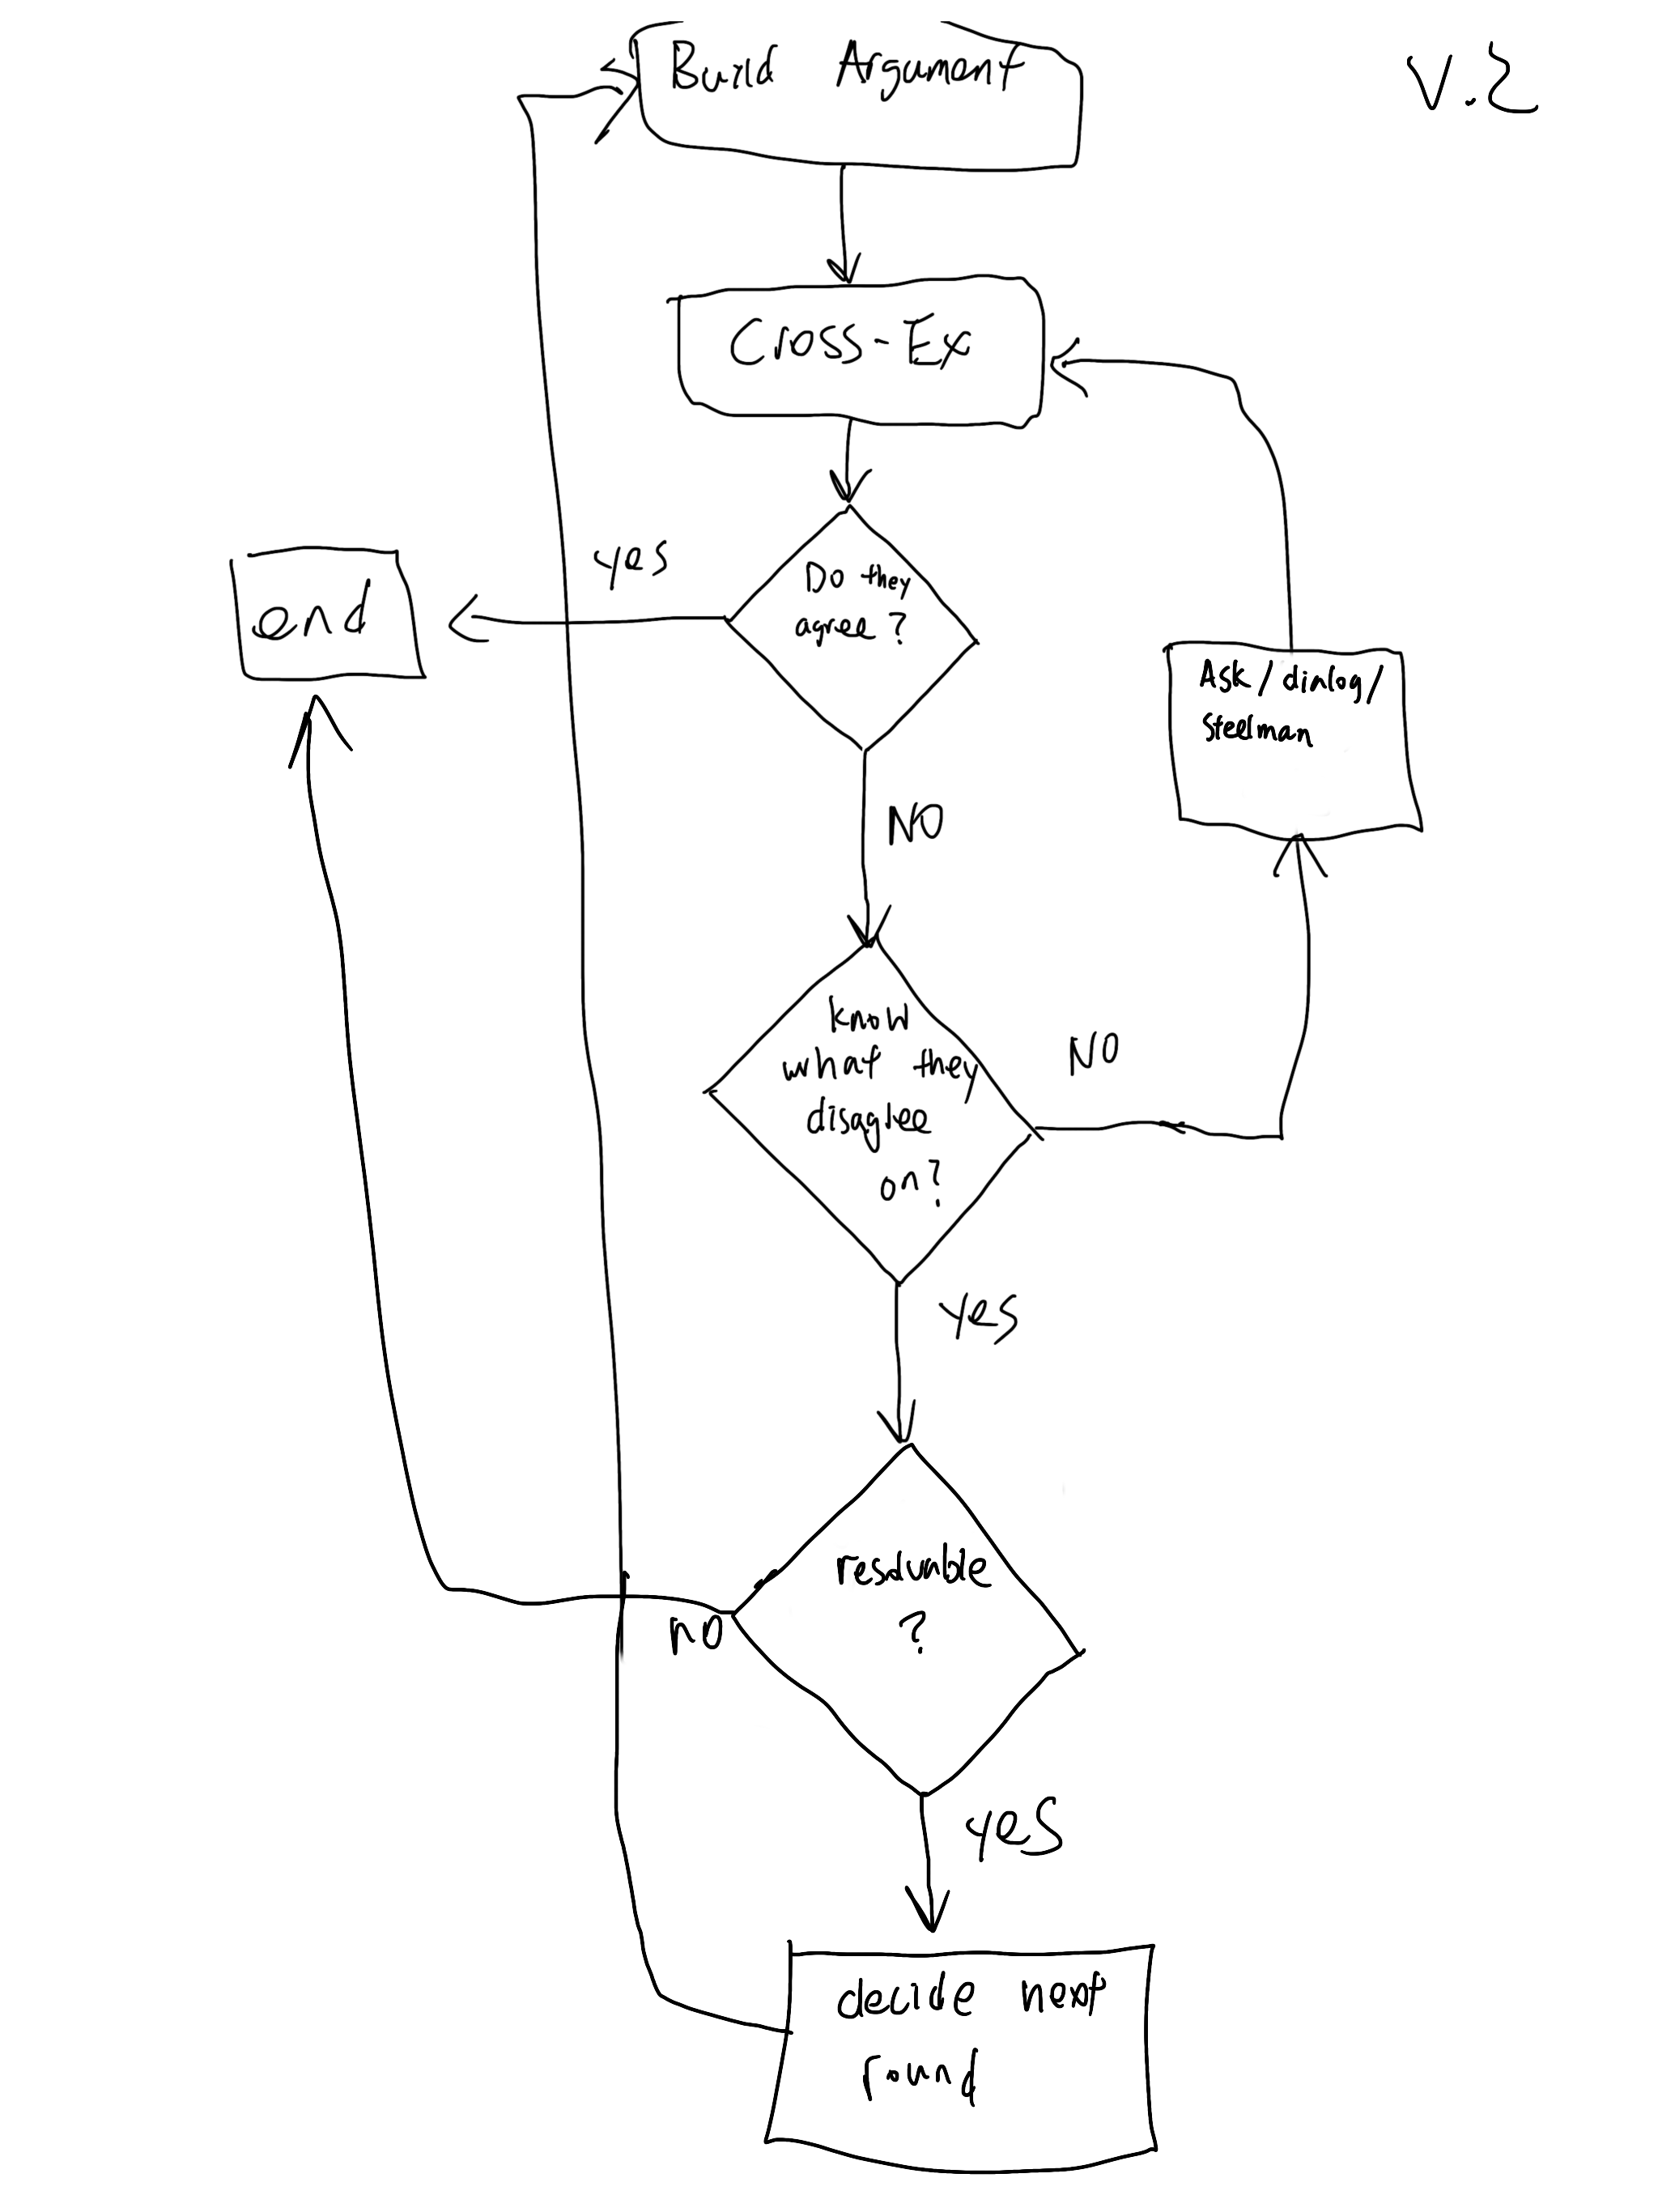 Build Argument
V.2
Cross-Ex
yes
Do they
agree?
end
Ask/dialog/
Steelman
NO
know
what they
disagree
on?
NO
yes
resolvable
?
no
yes
decide next
round